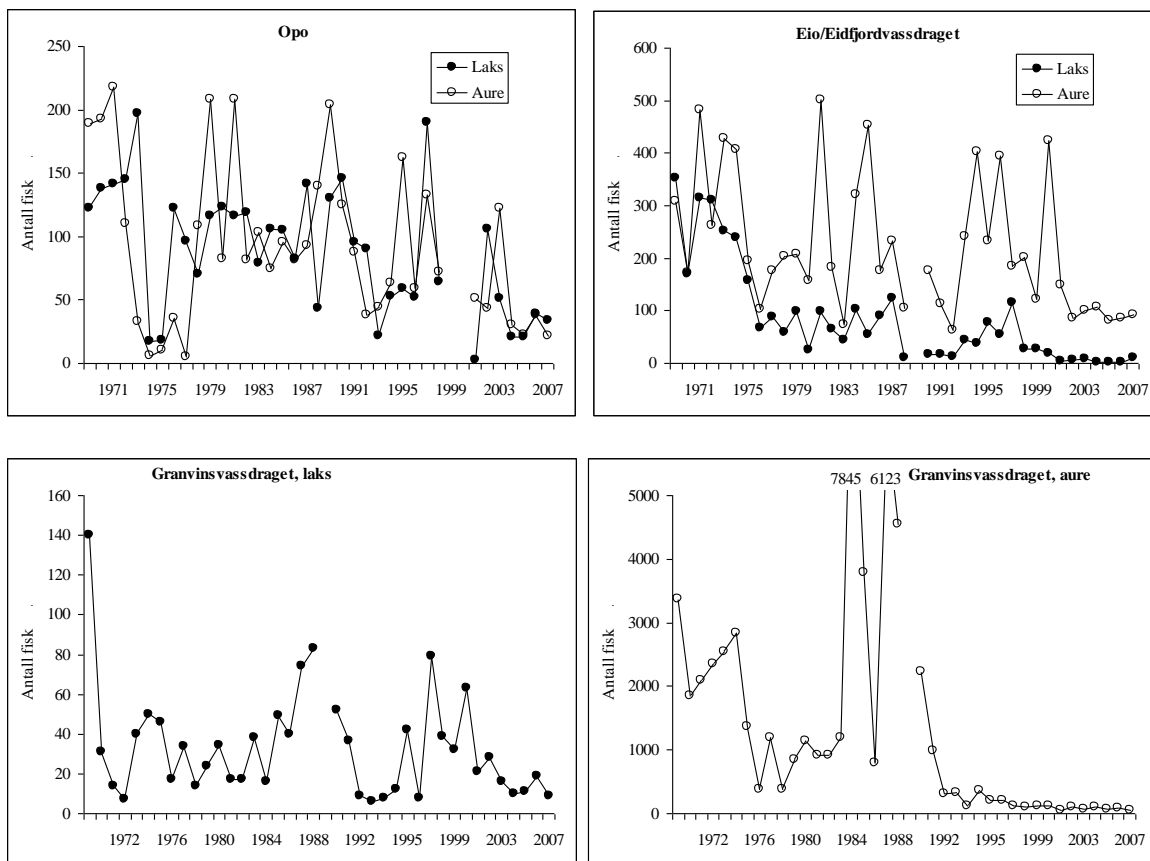 Opo
250
200
150
100
50
0
Antall fisk
Laks
Aure
1971 1975 1979 1983 1987 1991 1995 1999 2003 2007
Eio/Eidfjordvassdraget
600
500
400
300
200
100
0
Antall fisk
Laks
Aure
1971 1975 1979 1983 1987 1991 1995 1999 2003 2007
Granvinsvassdraget, laks
160
140
120
100
80
60
40
20
0
Antall fisk
1972 1976 1980 1984 1988 1992 1995 1999 2003 2007
Granvinsvassdraget, aure
7845 6123
5000
4000
3000
2000
1000
0
Antall fisk
1972 1976 1980 1984 1988 1992 1995 1999 2003 2007